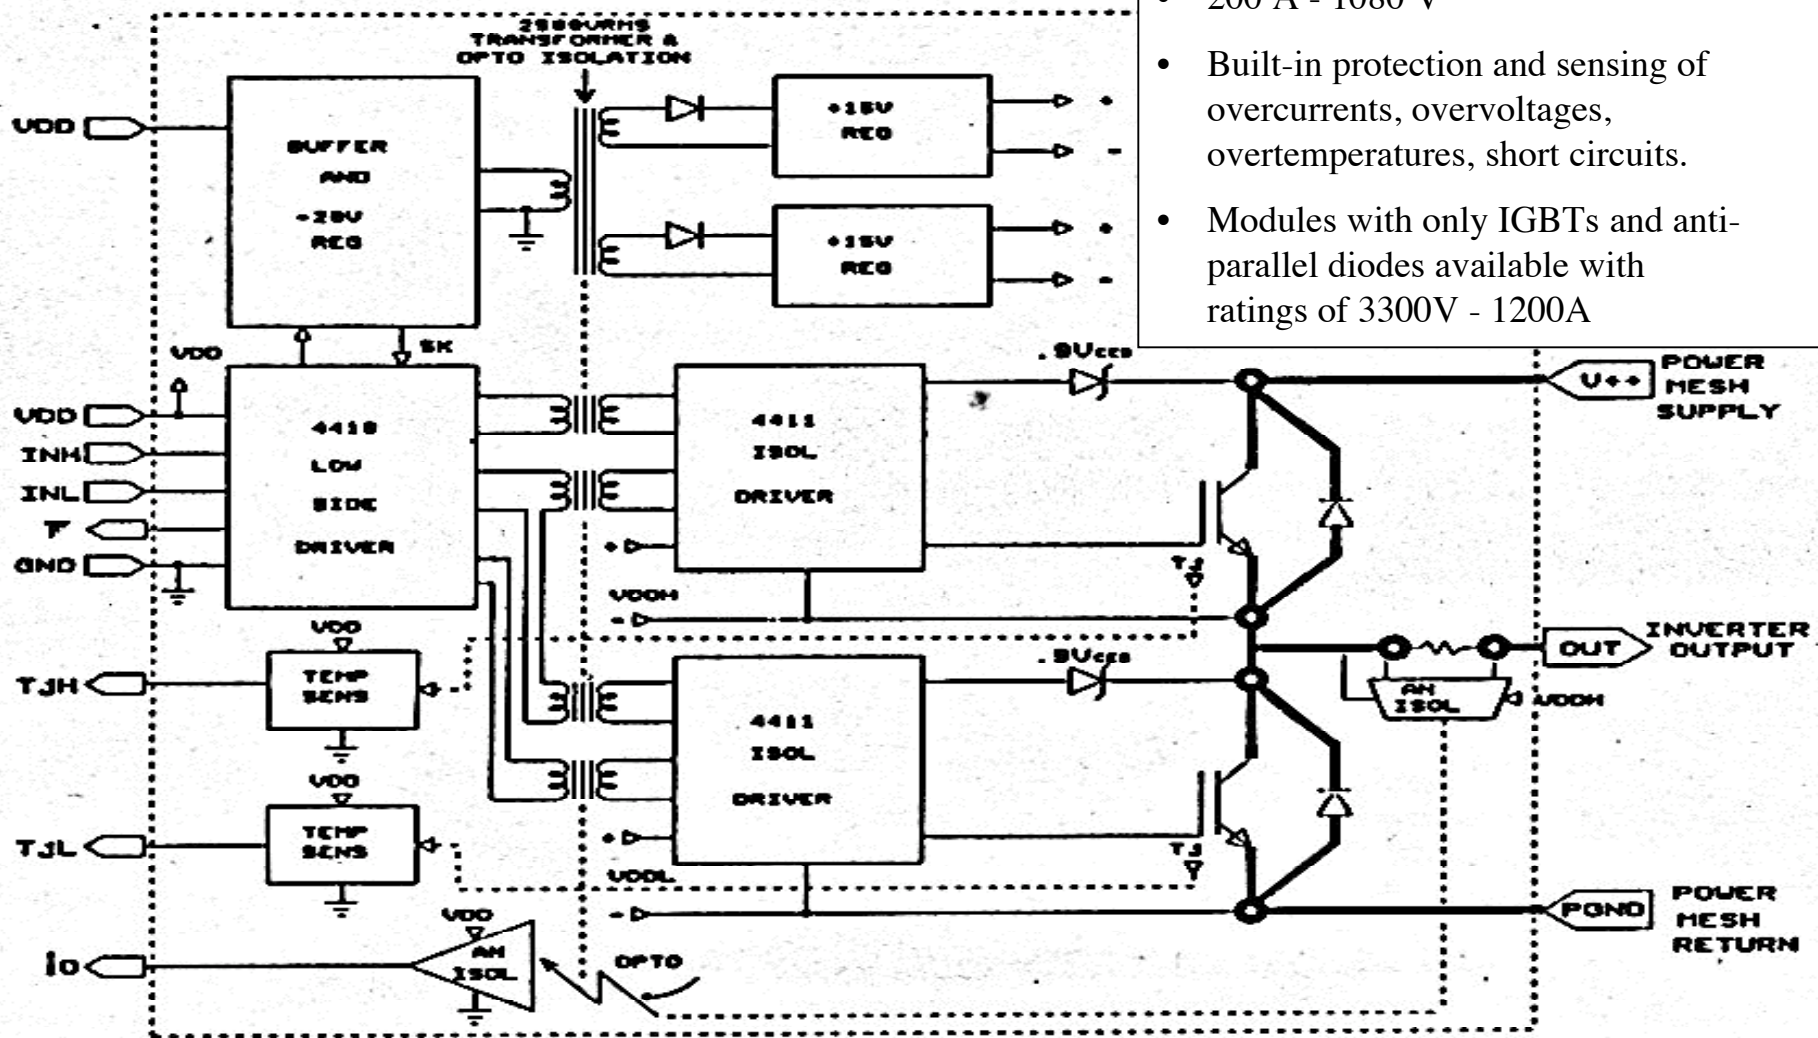 2500VRMS
TRANSFORMER &
OPTO ISOLATION
200 A - 1080 V
• Built-in protection and sensing of
overcurrents, overvoltages,
overtemperatures, short circuits.
• Modules with only IGBTs and anti-
parallel diodes available with
ratings of 3300V - 1200A
VDD
BUFFER
AND
REG
+15V
REG
+
-
+15V
REG
+
-
VDD
SK
VDD
INH
INL
F
GND
4410
LOW
SIDE
DRIVER
4411
ISOL
DRIVER
+
VDDH
-
Tj
V++
POWER
MESH
SUPPLY
VDD
TEMP
SENS
TJH
4411
ISOL
DRIVER
+
VDDL
-
Tj
OUT
INVERTER
OUTPUT
AN
ISOL
VDDH
VDD
TEMP
SENS
TJL
VDD
AN
ISOL
io
OPTO
PGND
POWER
MESH
RETURN